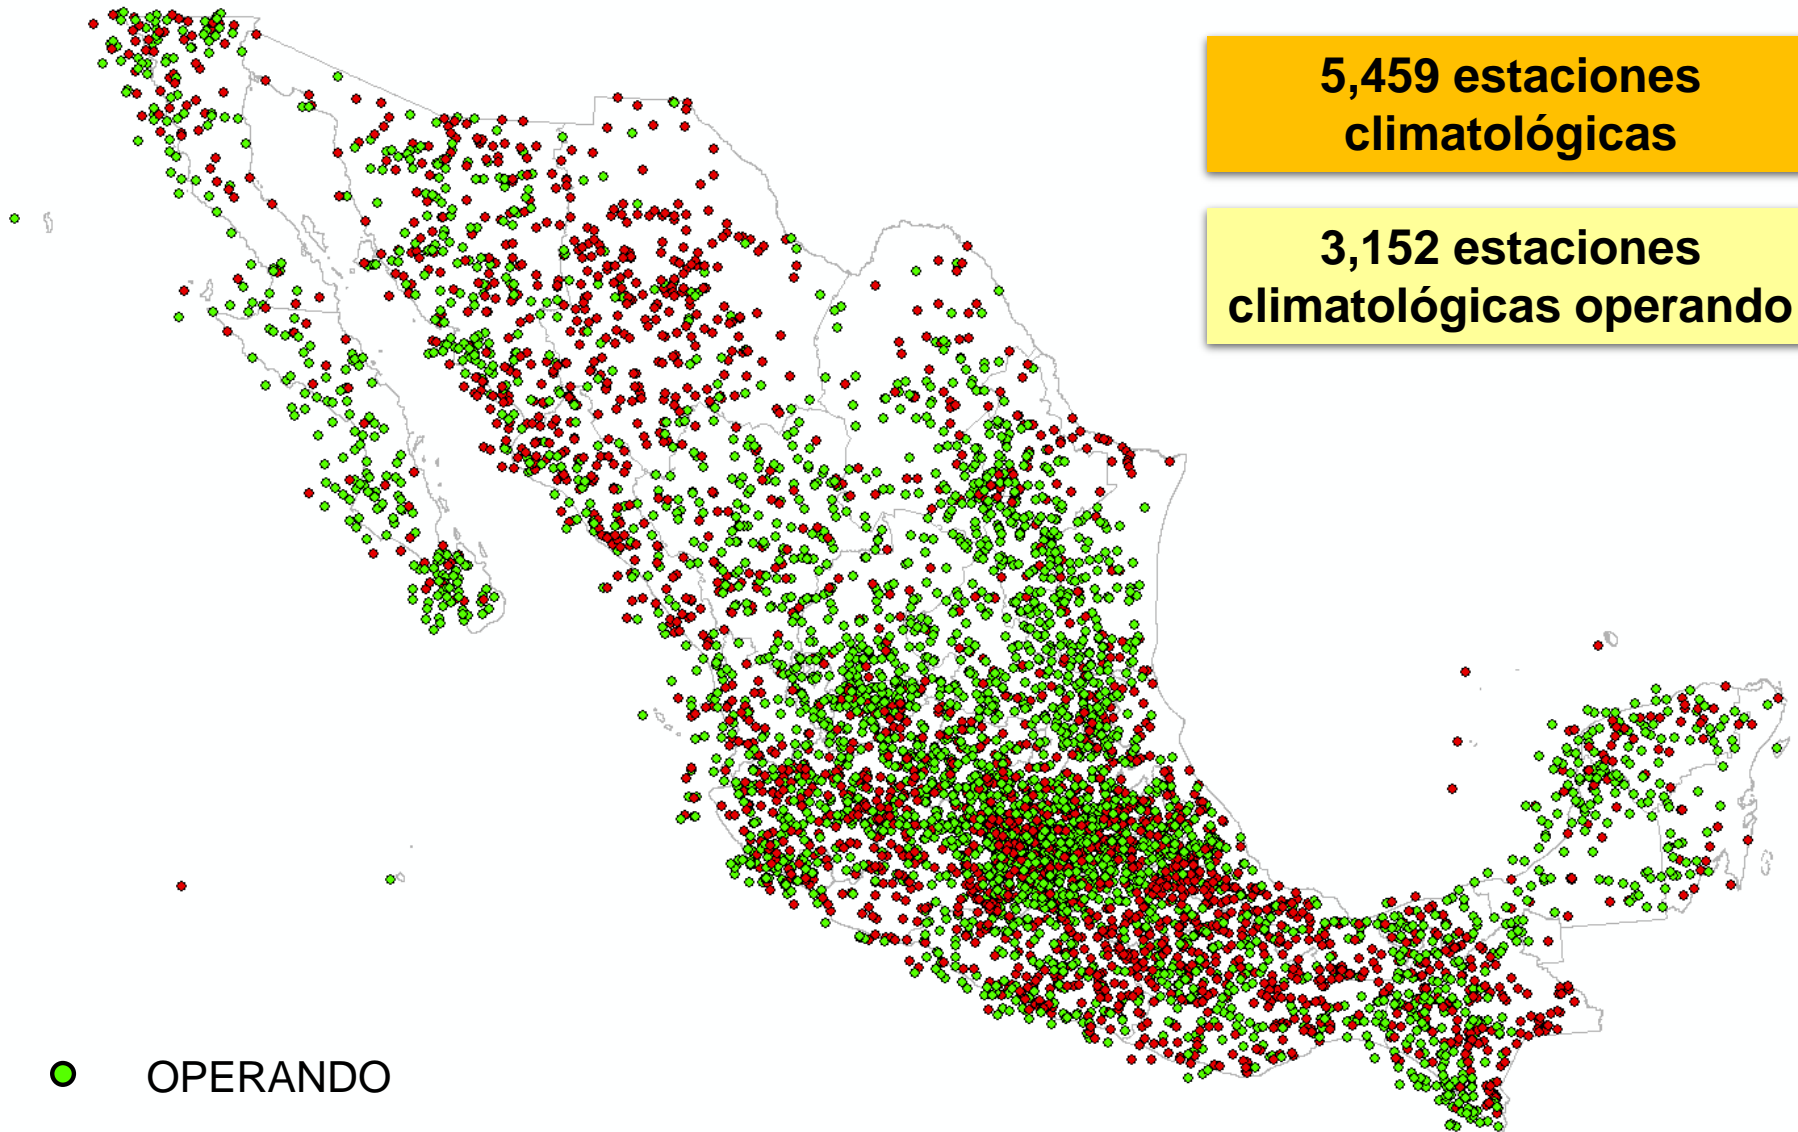 5,459 estaciones
climatológicas
3,152 estaciones
climatológicas operando
OPERANDO